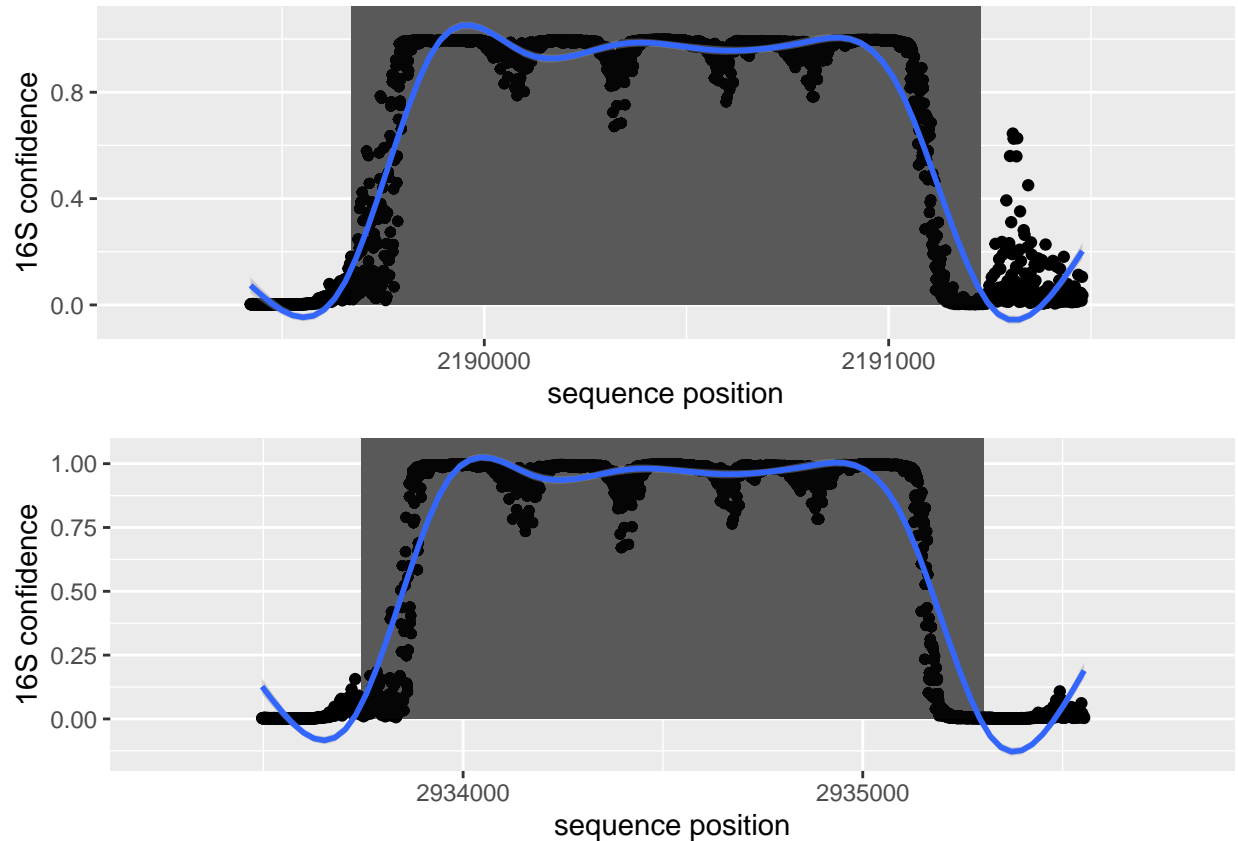 16S confidence
0.8
0.4
0.0
2190000 2191000
sequence position
16S confidence
1.00
0.75
0.50
0.25
0.00
2934000 2935000
sequence position